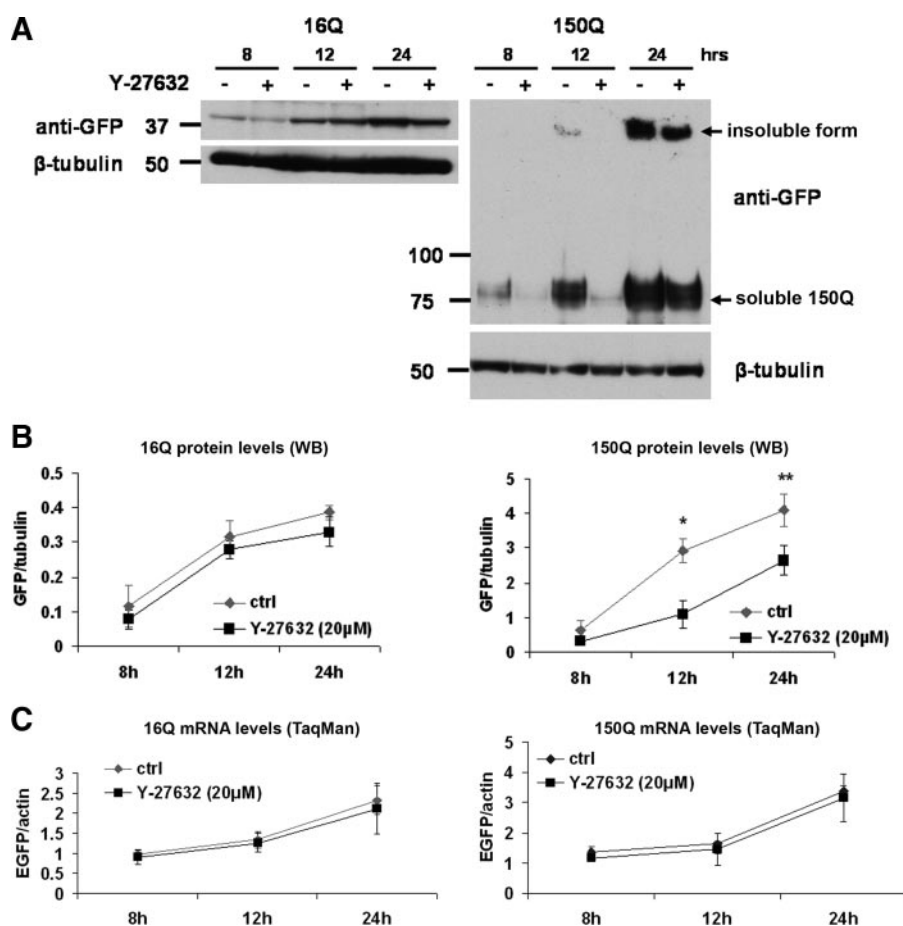 A
16Q
150Q
8 12 24
8 12 24 hrs
Y-27632 - + - + - +
- + - + - +
anti-GFP 37
β-tubulin 50
insoluble form
anti-GFP
100
75
soluble 150Q
50
β-tubulin
B
16Q protein levels (WB)
GFP/tubulin
0.5
0.4
0.3
0.2
0.1
0
ctrl
Y-27632 (20µM)
8h 12h 24h
150Q protein levels (WB)
GFP/tubulin
5
4
3
2
1
0
*
**
ctrl
Y-27632 (20µM)
8h 12h 24h
C
16Q mRNA levels (TaqMan)
EGFP/actin
3
2.5
2
1.5
1
0.5
0
ctrl
Y-27632 (20µM)
8h 12h 24h
150Q mRNA levels (TaqMan)
EGFP/actin
5
4
3
2
1
0
ctrl
Y-27632 (20µM)
8h 12h 24h